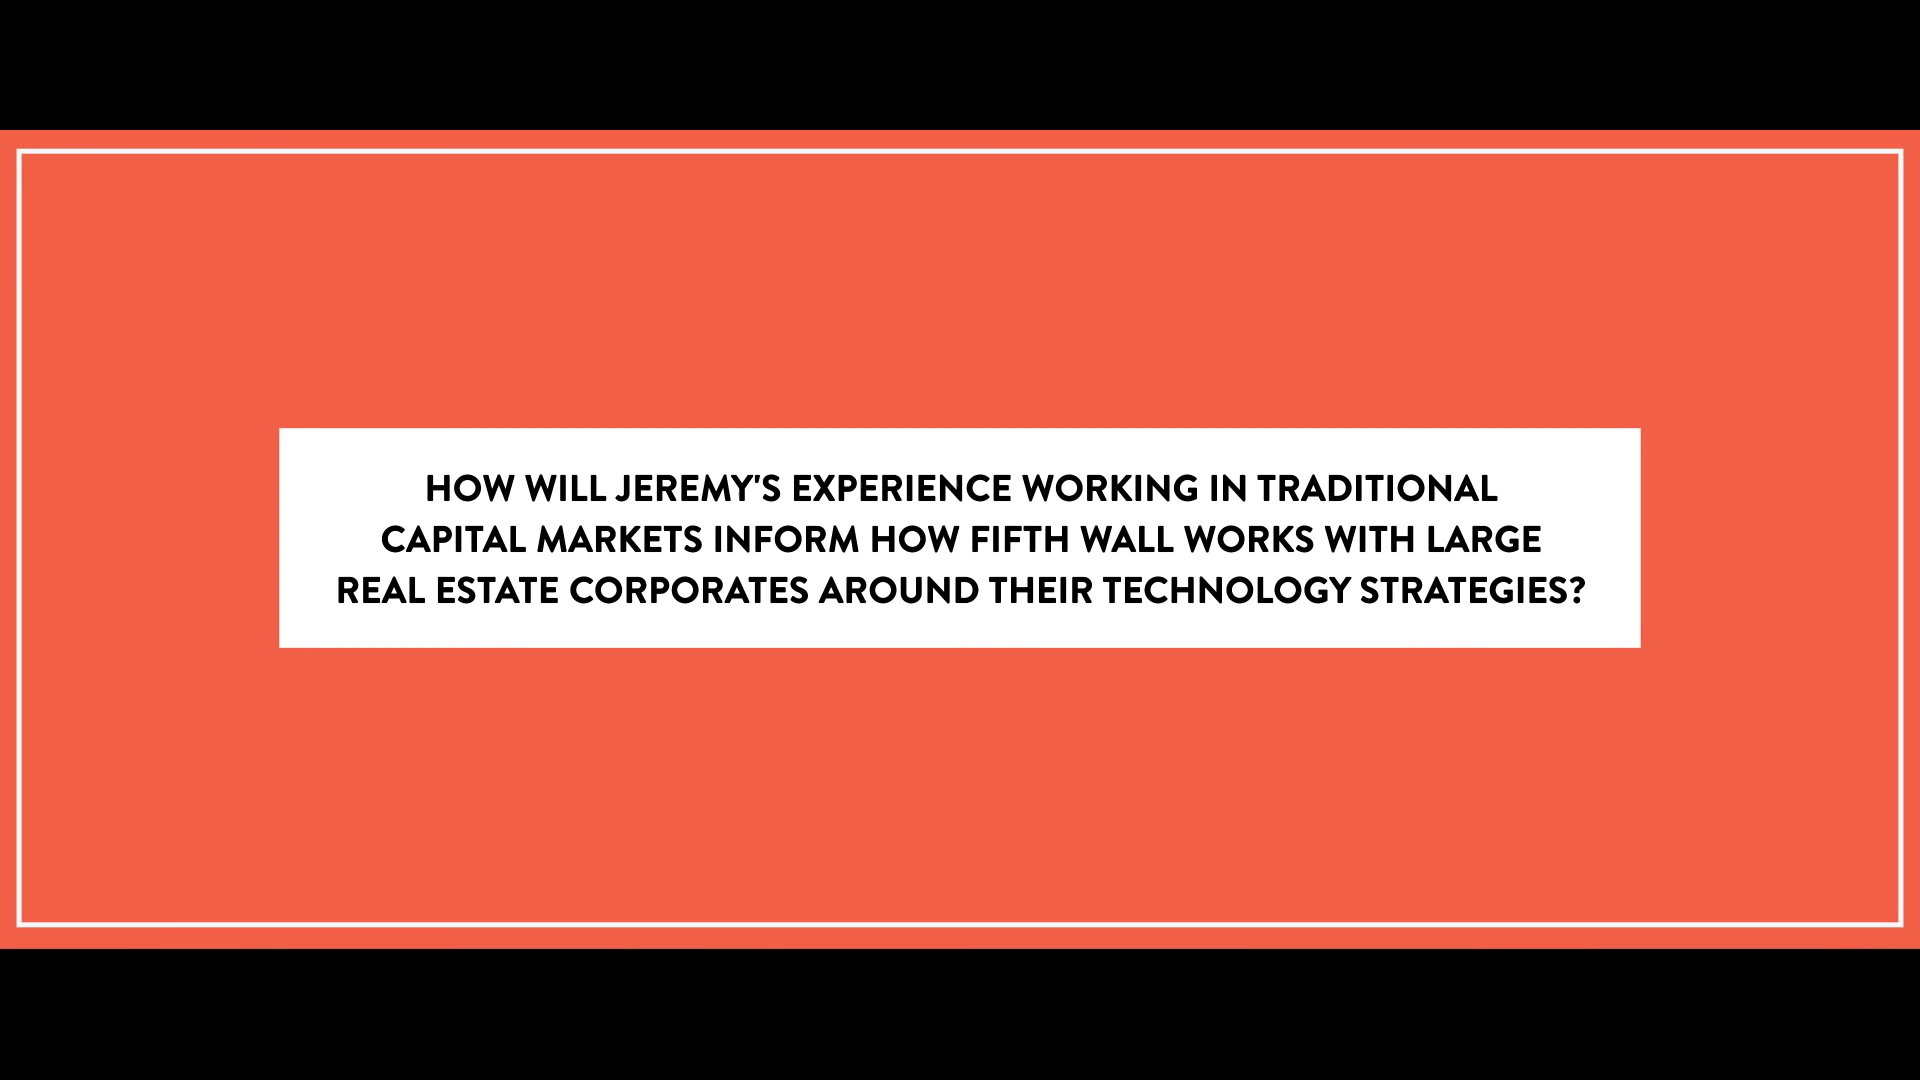 HOW WILL JEREMY'S EXPERIENCE WORKING IN TRADITIONAL
CAPITAL MARKETS INFORM HOW FIFTH WALL WORKS WITH LARGE
REAL ESTATE CORPORATES AROUND THEIR TECHNOLOGY STRATEGIES?